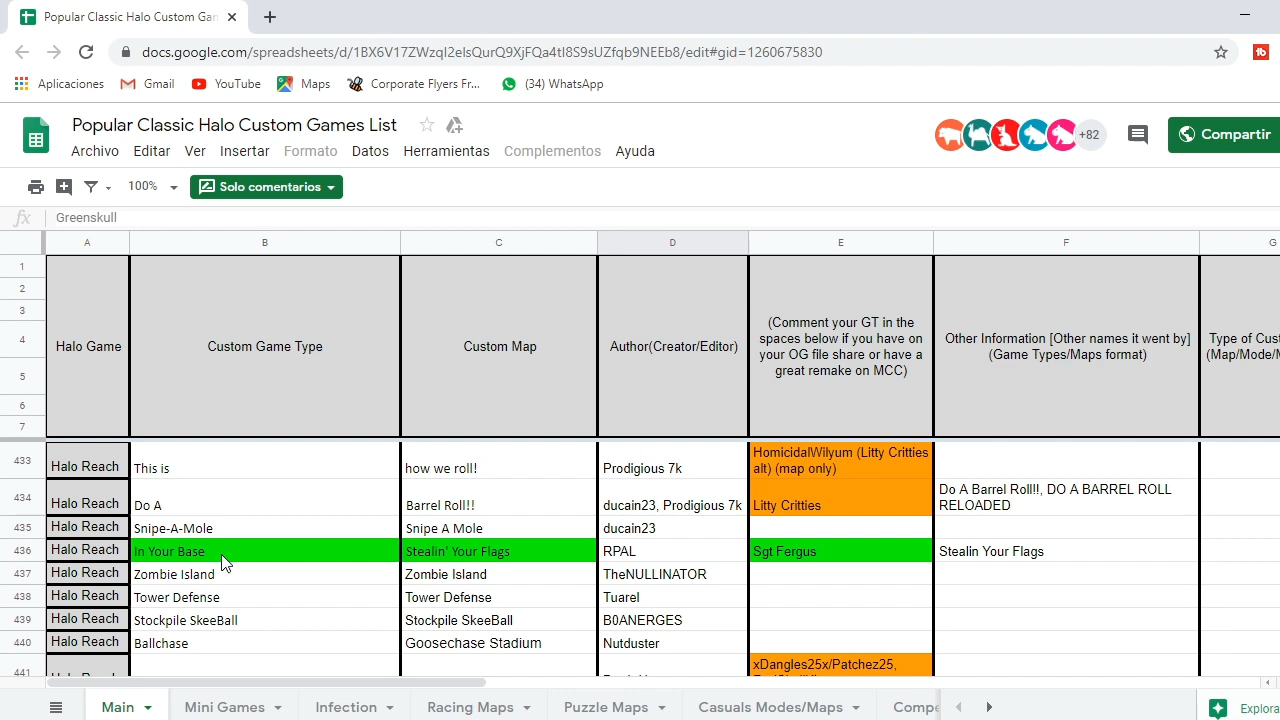 Popular Classic Halo Custom Gar
docs.google.com/spreadsheets/d/1BX6V17ZWzqI2elsQurQ9XjFQa4tI8S9sUZfqb9NEEb8/edit#gid=1260675830
Aplicaciones Gmail YouTube Maps Corporate Flyers Fr... (34) WhatsApp
Popular Classic Halo Custom Games List
+82
Compartir
Archivo Editar Ver Insertar Formato Datos Herramientas Complementos Ayuda
100% Solo comentarios
fx Greenskull
A B C D E F G
1
2
3
4
5
6
7
Halo Game
Custom Game Type
Custom Map
Author(Creator/Editor)
(Comment your GT in the
spaces below if you have on
your OG file share or have a
great remake on MCC)
Other Information [Other names it went by]
(Game Types/Maps format)
Type of Cus
(Map/Mode/
433 Halo Reach This is how we roll! Prodigious 7k HomicidalWilyum (Litty Critties
alt) (map only)
434 Halo Reach Do A Barrel Roll!! ducain23, Prodigious 7k Litty Critties Do A Barrel Roll!!, DO A BARREL ROLL
RELOADED
435 Halo Reach Snipe-A-Mole Snipe A Mole ducain23
436 Halo Reach In Your Base Stealin' Your Flags RPAL Sgt Fergus Stealin Your Flags
437 Halo Reach Zombie Island Zombie Island TheNULLINATOR
438 Halo Reach Tower Defense Tower Defense Tuarel
439 Halo Reach Stockpile SkeeBall Stockpile SkeeBall B0ANERGES
440 Halo Reach Ballchase Goosechase Stadium Nutduster
441 xDangles25x/Patchez25,
Main Mini Games Infection Racing Maps Puzzle Maps Casuals Modes/Maps Compe
Explora